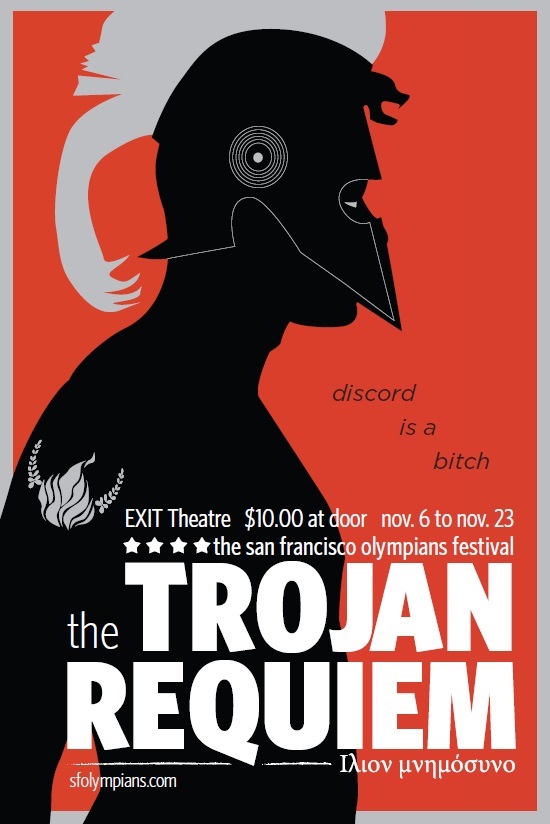 discord
is a
bitch
EXIT Theatre $10.00 at door nov. 6 to nov. 23
★★★★the san francisco olympians festival
the TROJAN
REQUIEM
Ιλιον μνημόσυνο
sfolympians.com